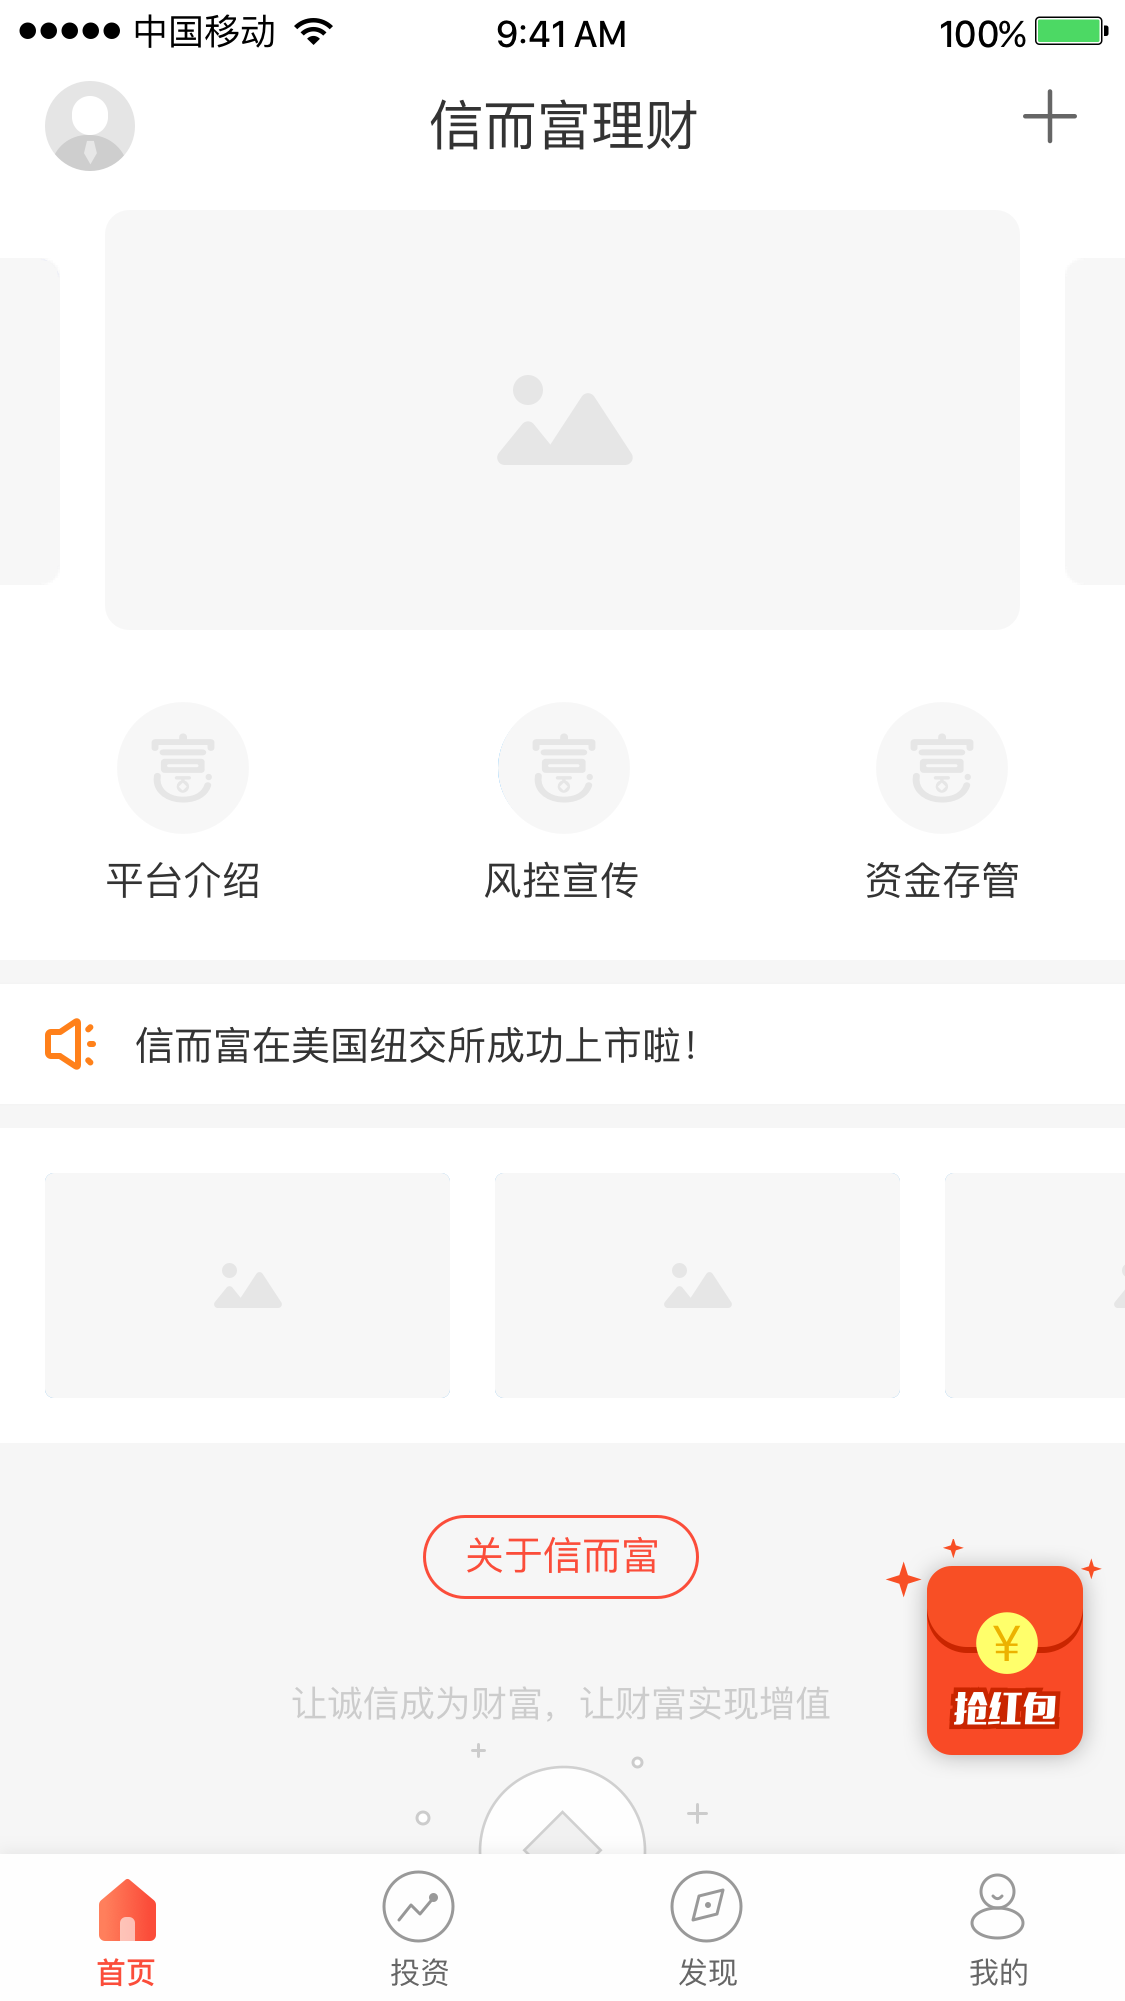 中国移动 9:41 AM 100%
信而富理财
平台介绍 风控宣传 资金存管
信而富在美国纽交所成功上市啦！
关于信而富
¥
拾红包
让诚信成为财富，让财富实现增值
首页 投资 发现 我的